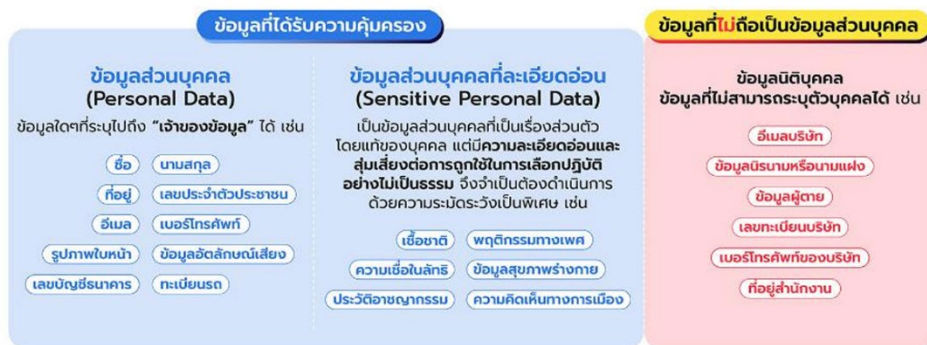 ข้อมูลที่ได้รับความคุ้มครอง
ข้อมูลส่วนบุคคล
(Personal Data)
ข้อมูลใดๆที่ระบุไปถึง “เจ้าของข้อมูล” ได้ เช่น
ชื่อ
นามสกุล
ที่อยู่
เลขประจำตัวประชาชน
อีเมล
เบอร์โทรศัพท์
รูปภาพใบหน้า
ข้อมูลอัตลักษณ์เสียง
เลขบัญชีธนาคาร
ทะเบียนรถ
ข้อมูลส่วนบุคคลที่ละเอียดอ่อน
(Sensitive Personal Data)
เป็นข้อมูลส่วนบุคคลที่เป็นเรื่องส่วนตัว
โดยแท้ของบุคคล แต่มีความละเอียดอ่อนและ
สุ่มเสี่ยงต่อการถูกใช้ในการเลือกปฏิบัติ
อย่างไม่เป็นธรรม จึงจำเป็นต้องดำเนินการ
ด้วยความระมัดระวังเป็นพิเศษ เช่น
เชื้อชาติ
พฤติกรรมทางเพศ
ความเชื่อในลัทธิ
ข้อมูลสุขภาพร่างกาย
ประวัติอาชญากรรม
ความคิดเห็นทางการเมือง
ข้อมูลที่ไม่ถือเป็นข้อมูลส่วนบุคคล
ข้อมูลนิติบุคคล
ข้อมูลที่ไม่สามารถระบุตัวบุคคลได้ เช่น
อีเมลบริษัท
ข้อมูลนิรนามหรือนามแฝง
ข้อมูลผู้ตาย
เลขทะเบียนบริษัท
เบอร์โทรศัพท์ของบริษัท
ที่อยู่สำนักงาน